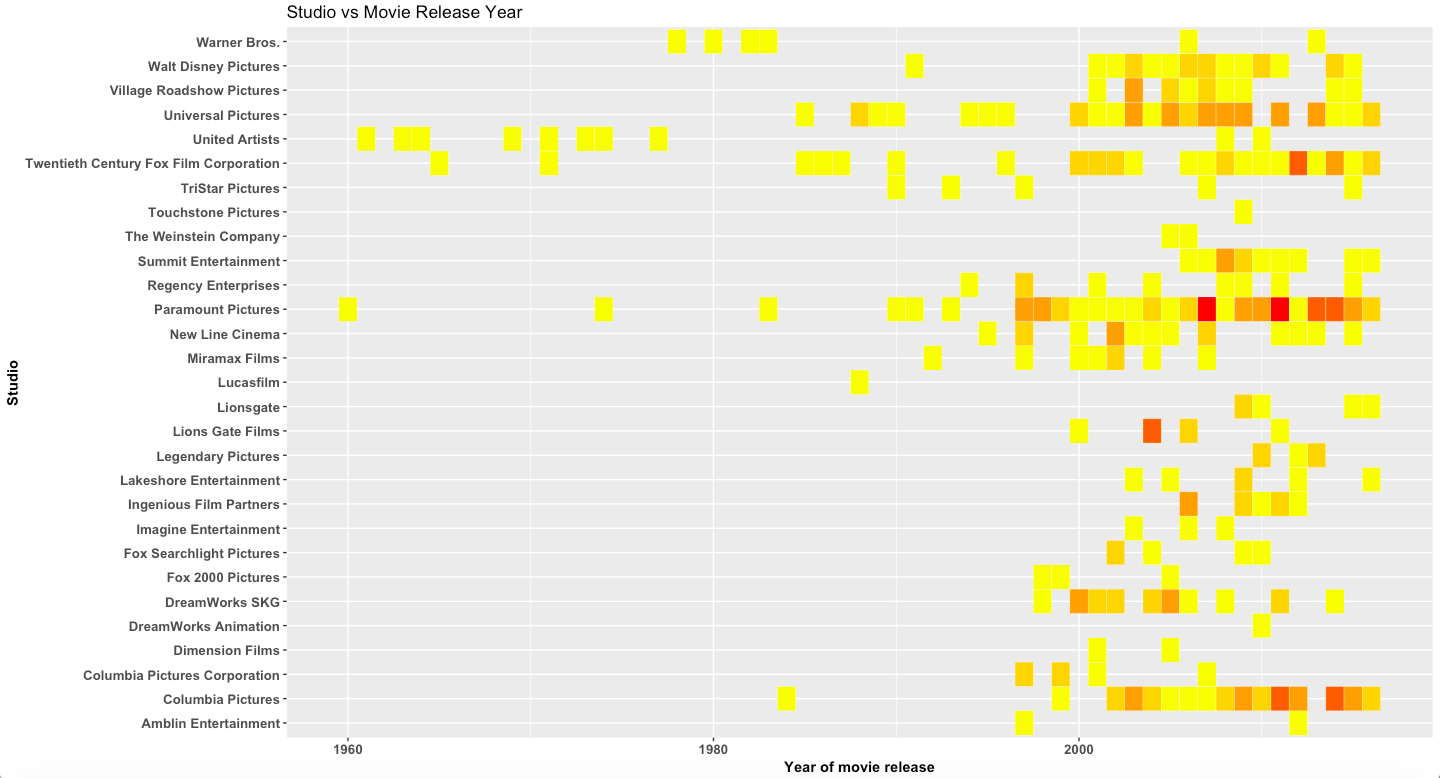 Studio vs Movie Release Year
Warner Bros.
Walt Disney Pictures
Village Roadshow Pictures
Universal Pictures
United Artists
Twentieth Century Fox Film Corporation
TriStar Pictures
Touchstone Pictures
The Weinstein Company
Summit Entertainment
Regency Enterprises
Paramount Pictures
New Line Cinema
Miramax Films
Lucasfilm
Lionsgate
Lions Gate Films
Legendary Pictures
Lakeshore Entertainment
Ingenious Film Partners
Imagine Entertainment
Fox Searchlight Pictures
Fox 2000 Pictures
DreamWorks SKG
DreamWorks Animation
Dimension Films
Columbia Pictures Corporation
Columbia Pictures
Amblin Entertainment
Studio
1960 1980 2000
Year of movie release